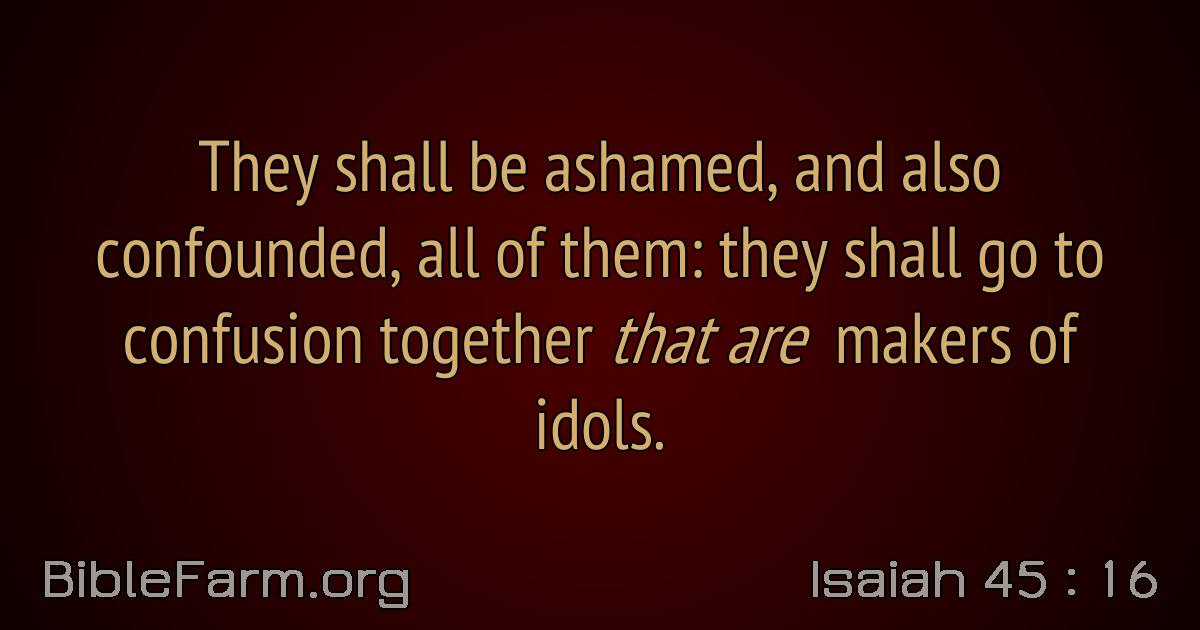 They shall be ashamed, and also
confounded, all of them: they shall go to
confusion together that are makers of
idols.
BibleFarm.org
Isaiah 45 : 16